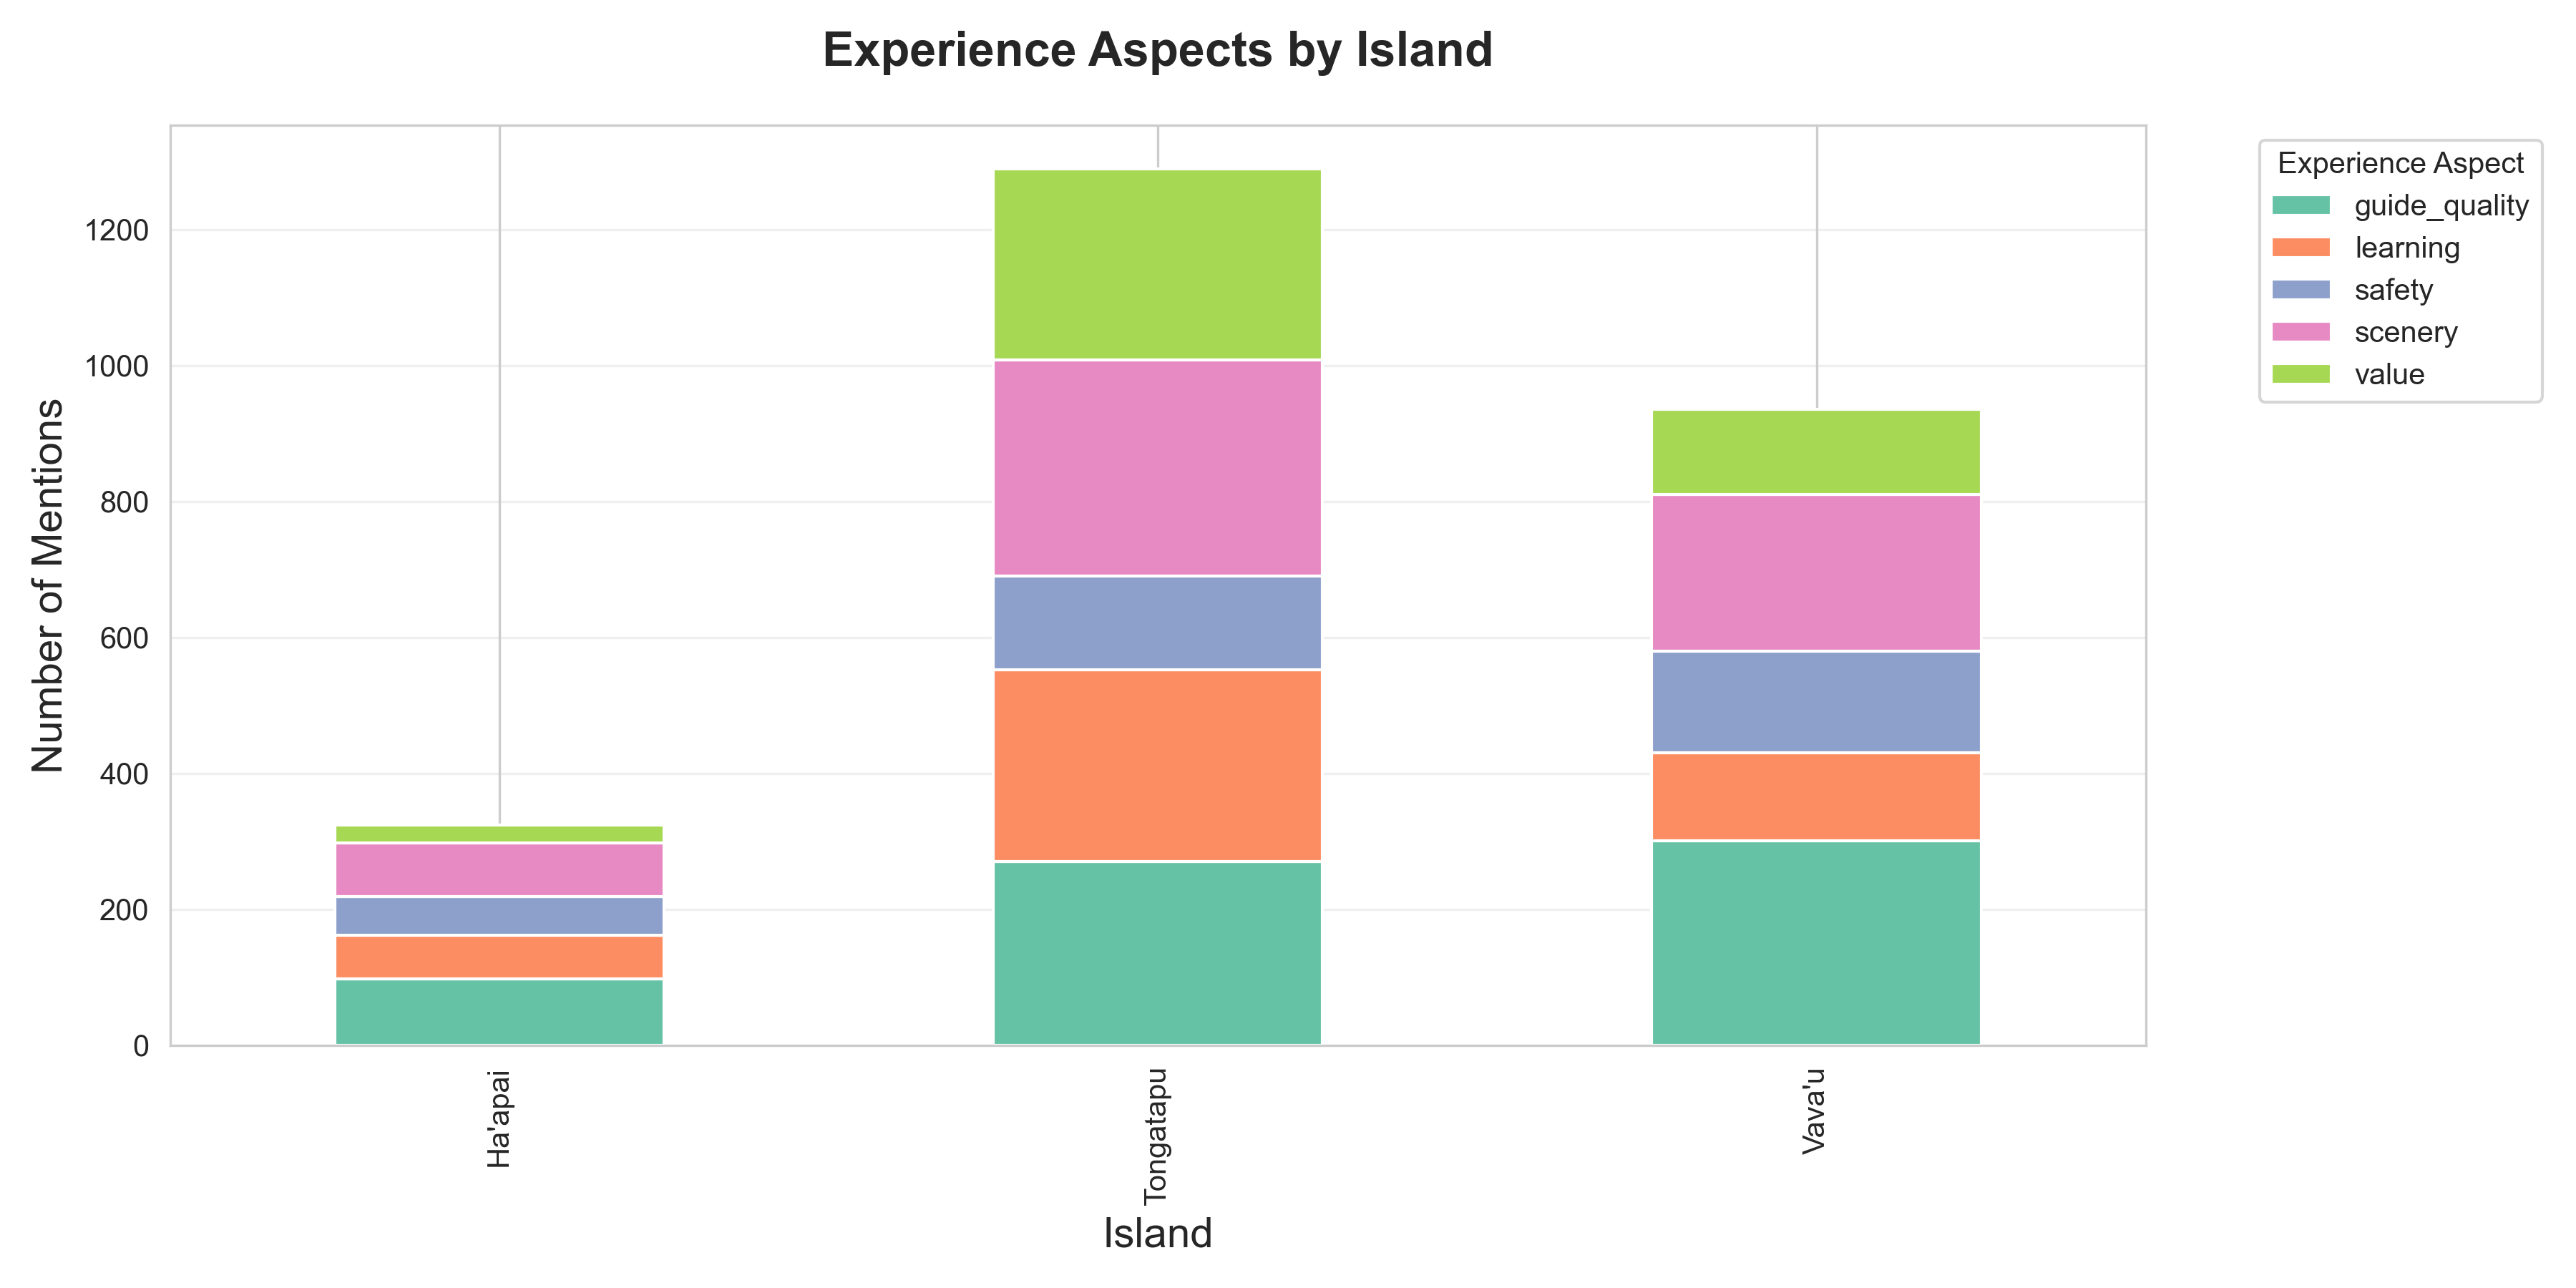 Experience Aspects by Island
Number of Mentions
1200
1000
800
600
400
200
0
Ha'apai
Tongatapu
Vava'u
Island
Experience Aspect
guide_quality
learning
safety
scenery
value